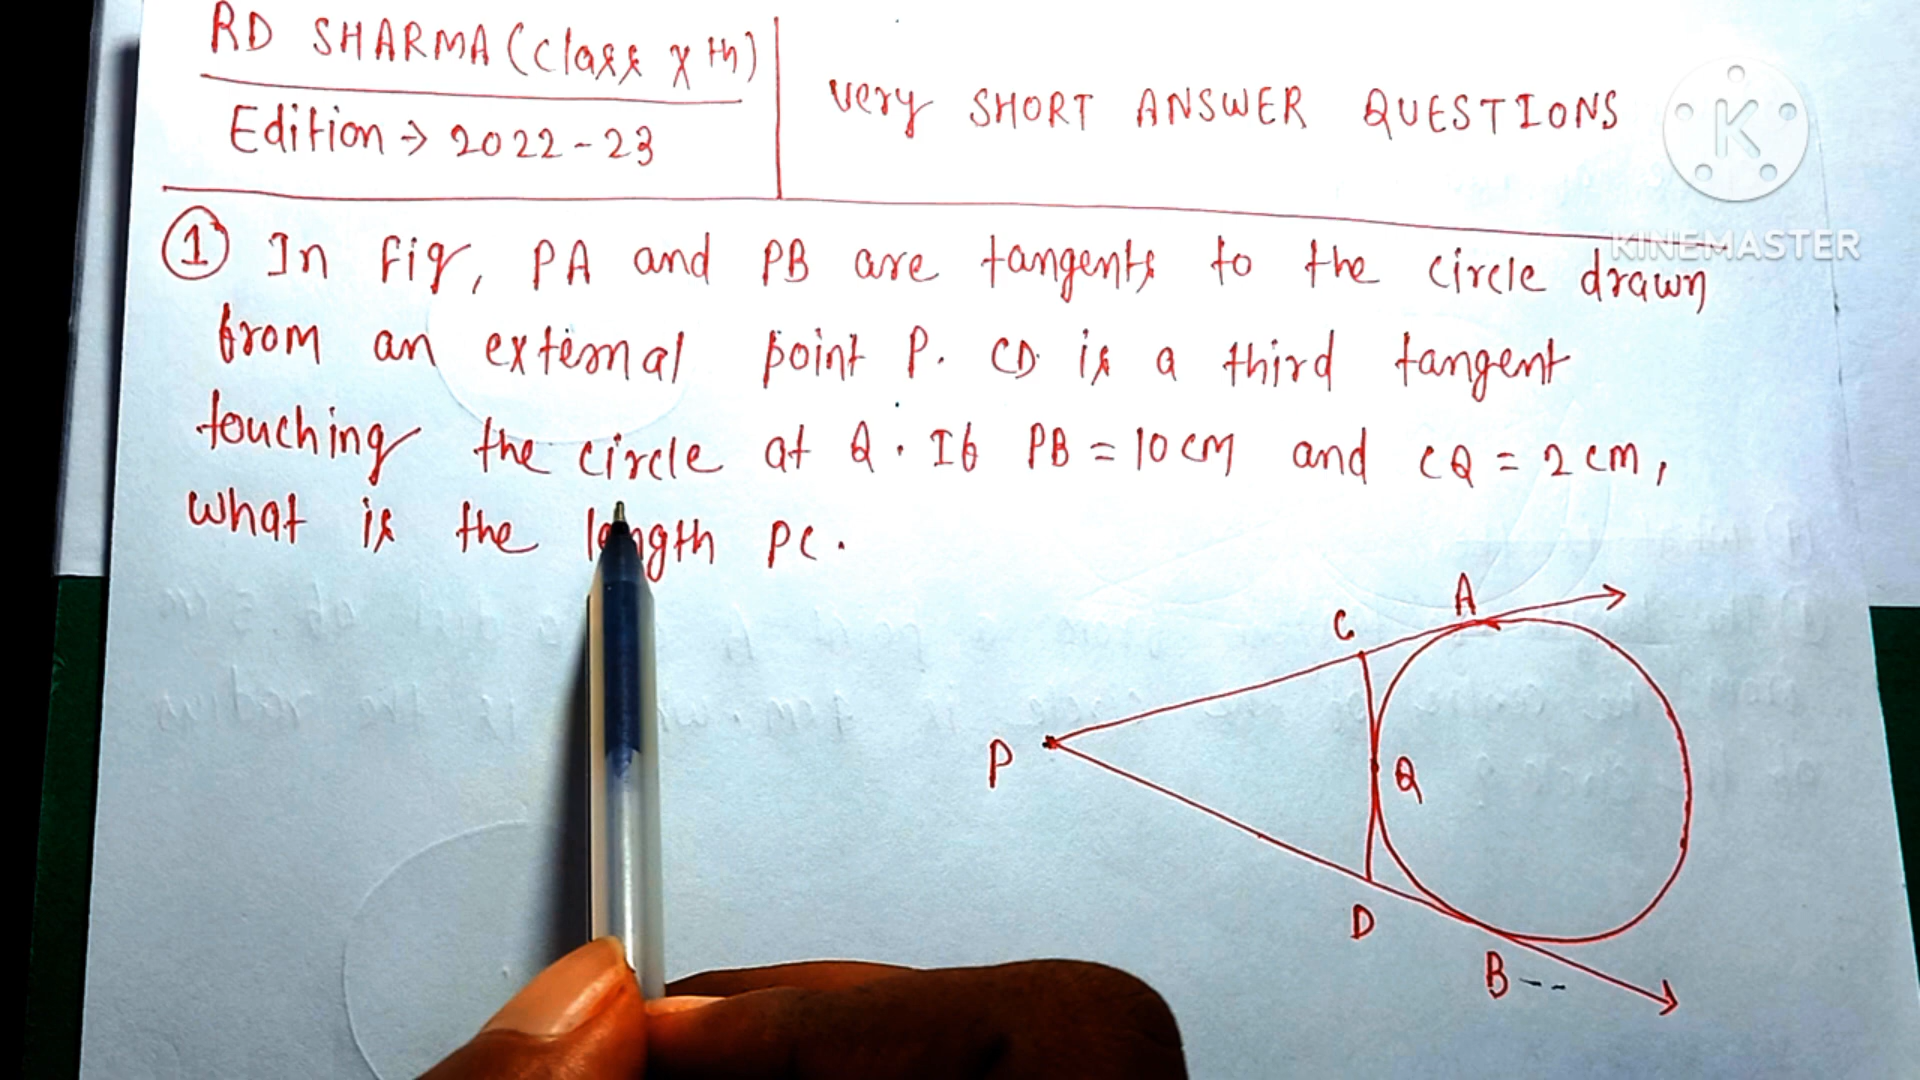 RD SHARMA (Class Xth)
Edition → 2022-23
Very SHORT ANSWER QUESTIONS
K
KINEMASTER
① In Fig, PA and PB are tangents to the circle drawn
from an external point P. CD is a third tangent
touching the circle at Q. If PB = 10 cm and CQ = 2 cm,
what is the length PC.
A
C
P
Q
D
B